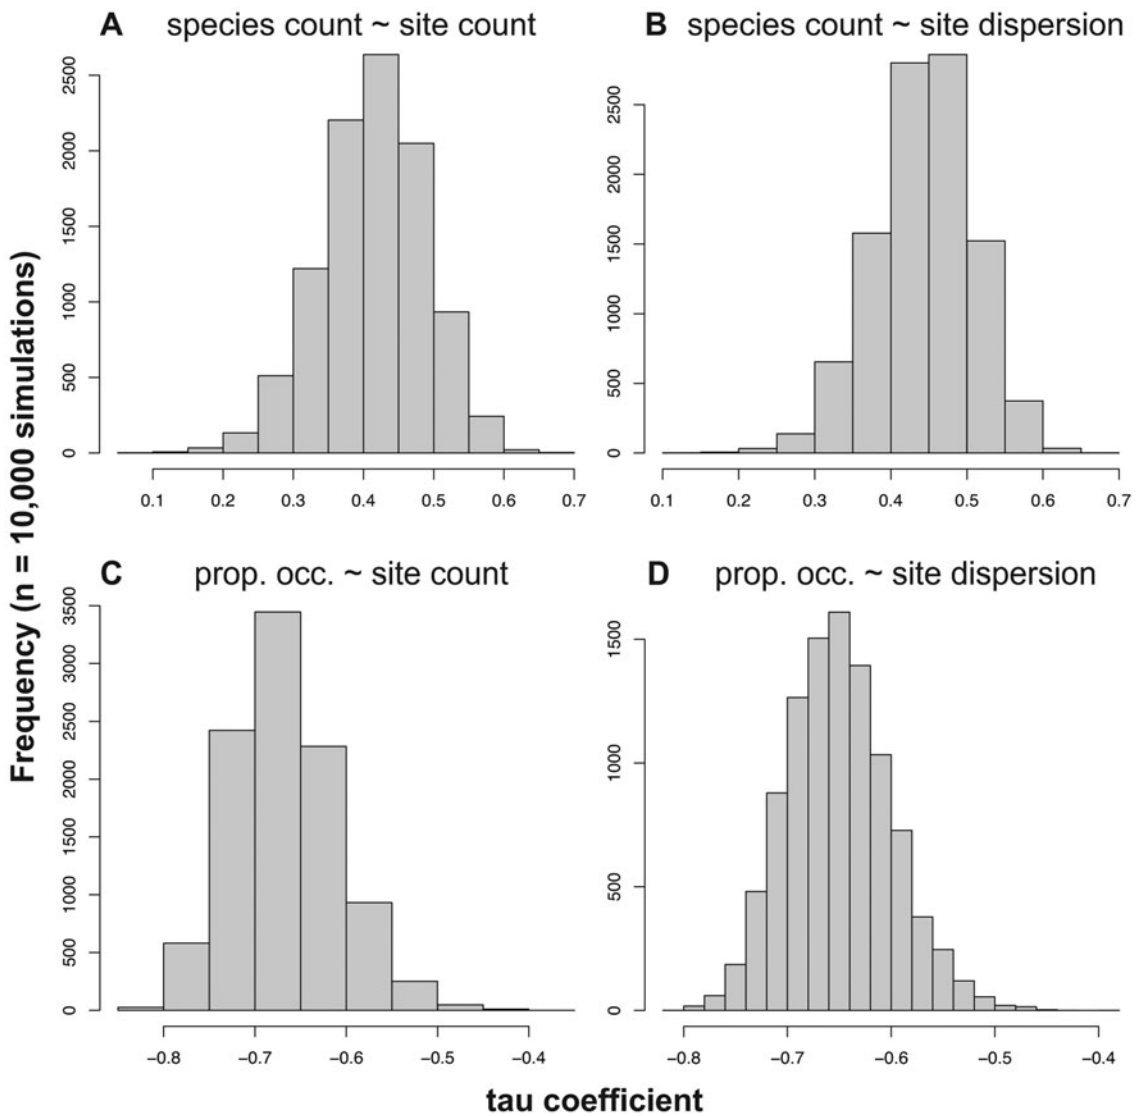 A species count ~ site count
0 500 1000 1500 2000 2500
0.1 0.2 0.3 0.4 0.5 0.6 0.7
B species count ~ site dispersion
0 500 1000 1500 2000 2500
0.1 0.2 0.3 0.4 0.5 0.6 0.7
Frequency (n = 10,000 simulations)
C prop. occ. ~ site count
0 500 1000 1500 2000 2500 3000 3500
−0.8 −0.7 −0.6 −0.5 −0.4
D prop. occ. ~ site dispersion
0 500 1000 1500
−0.8 −0.7 −0.6 −0.5 −0.4
tau coefficient